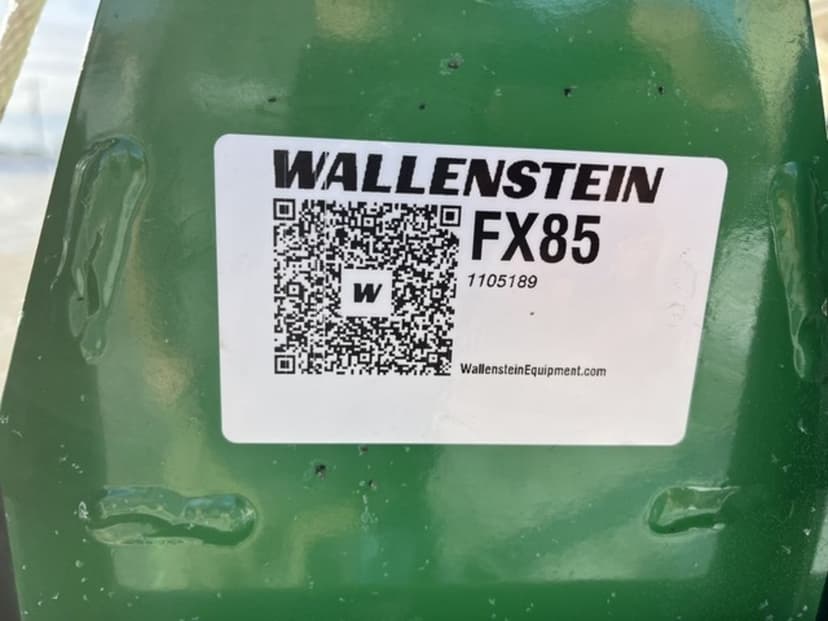 WALLENSTEIN
FX85
1105189
W
WallensteinEquipment.com